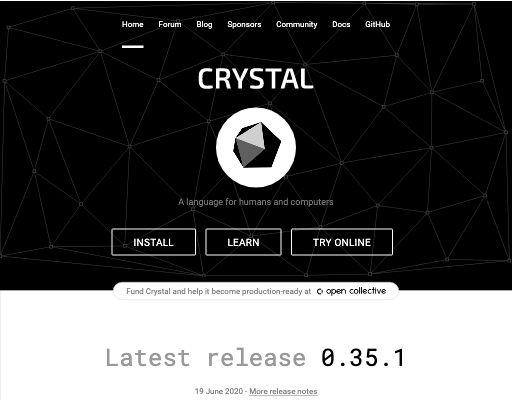 Home Forum Blog Sponsors Community Docs GitHub
CRYSTAL
A language for humans and computers
INSTALL LEARN TRY ONLINE
Fund Crystal and help it become production-ready at open collective
Latest release 0.35.1
19 June 2020 - More release notes